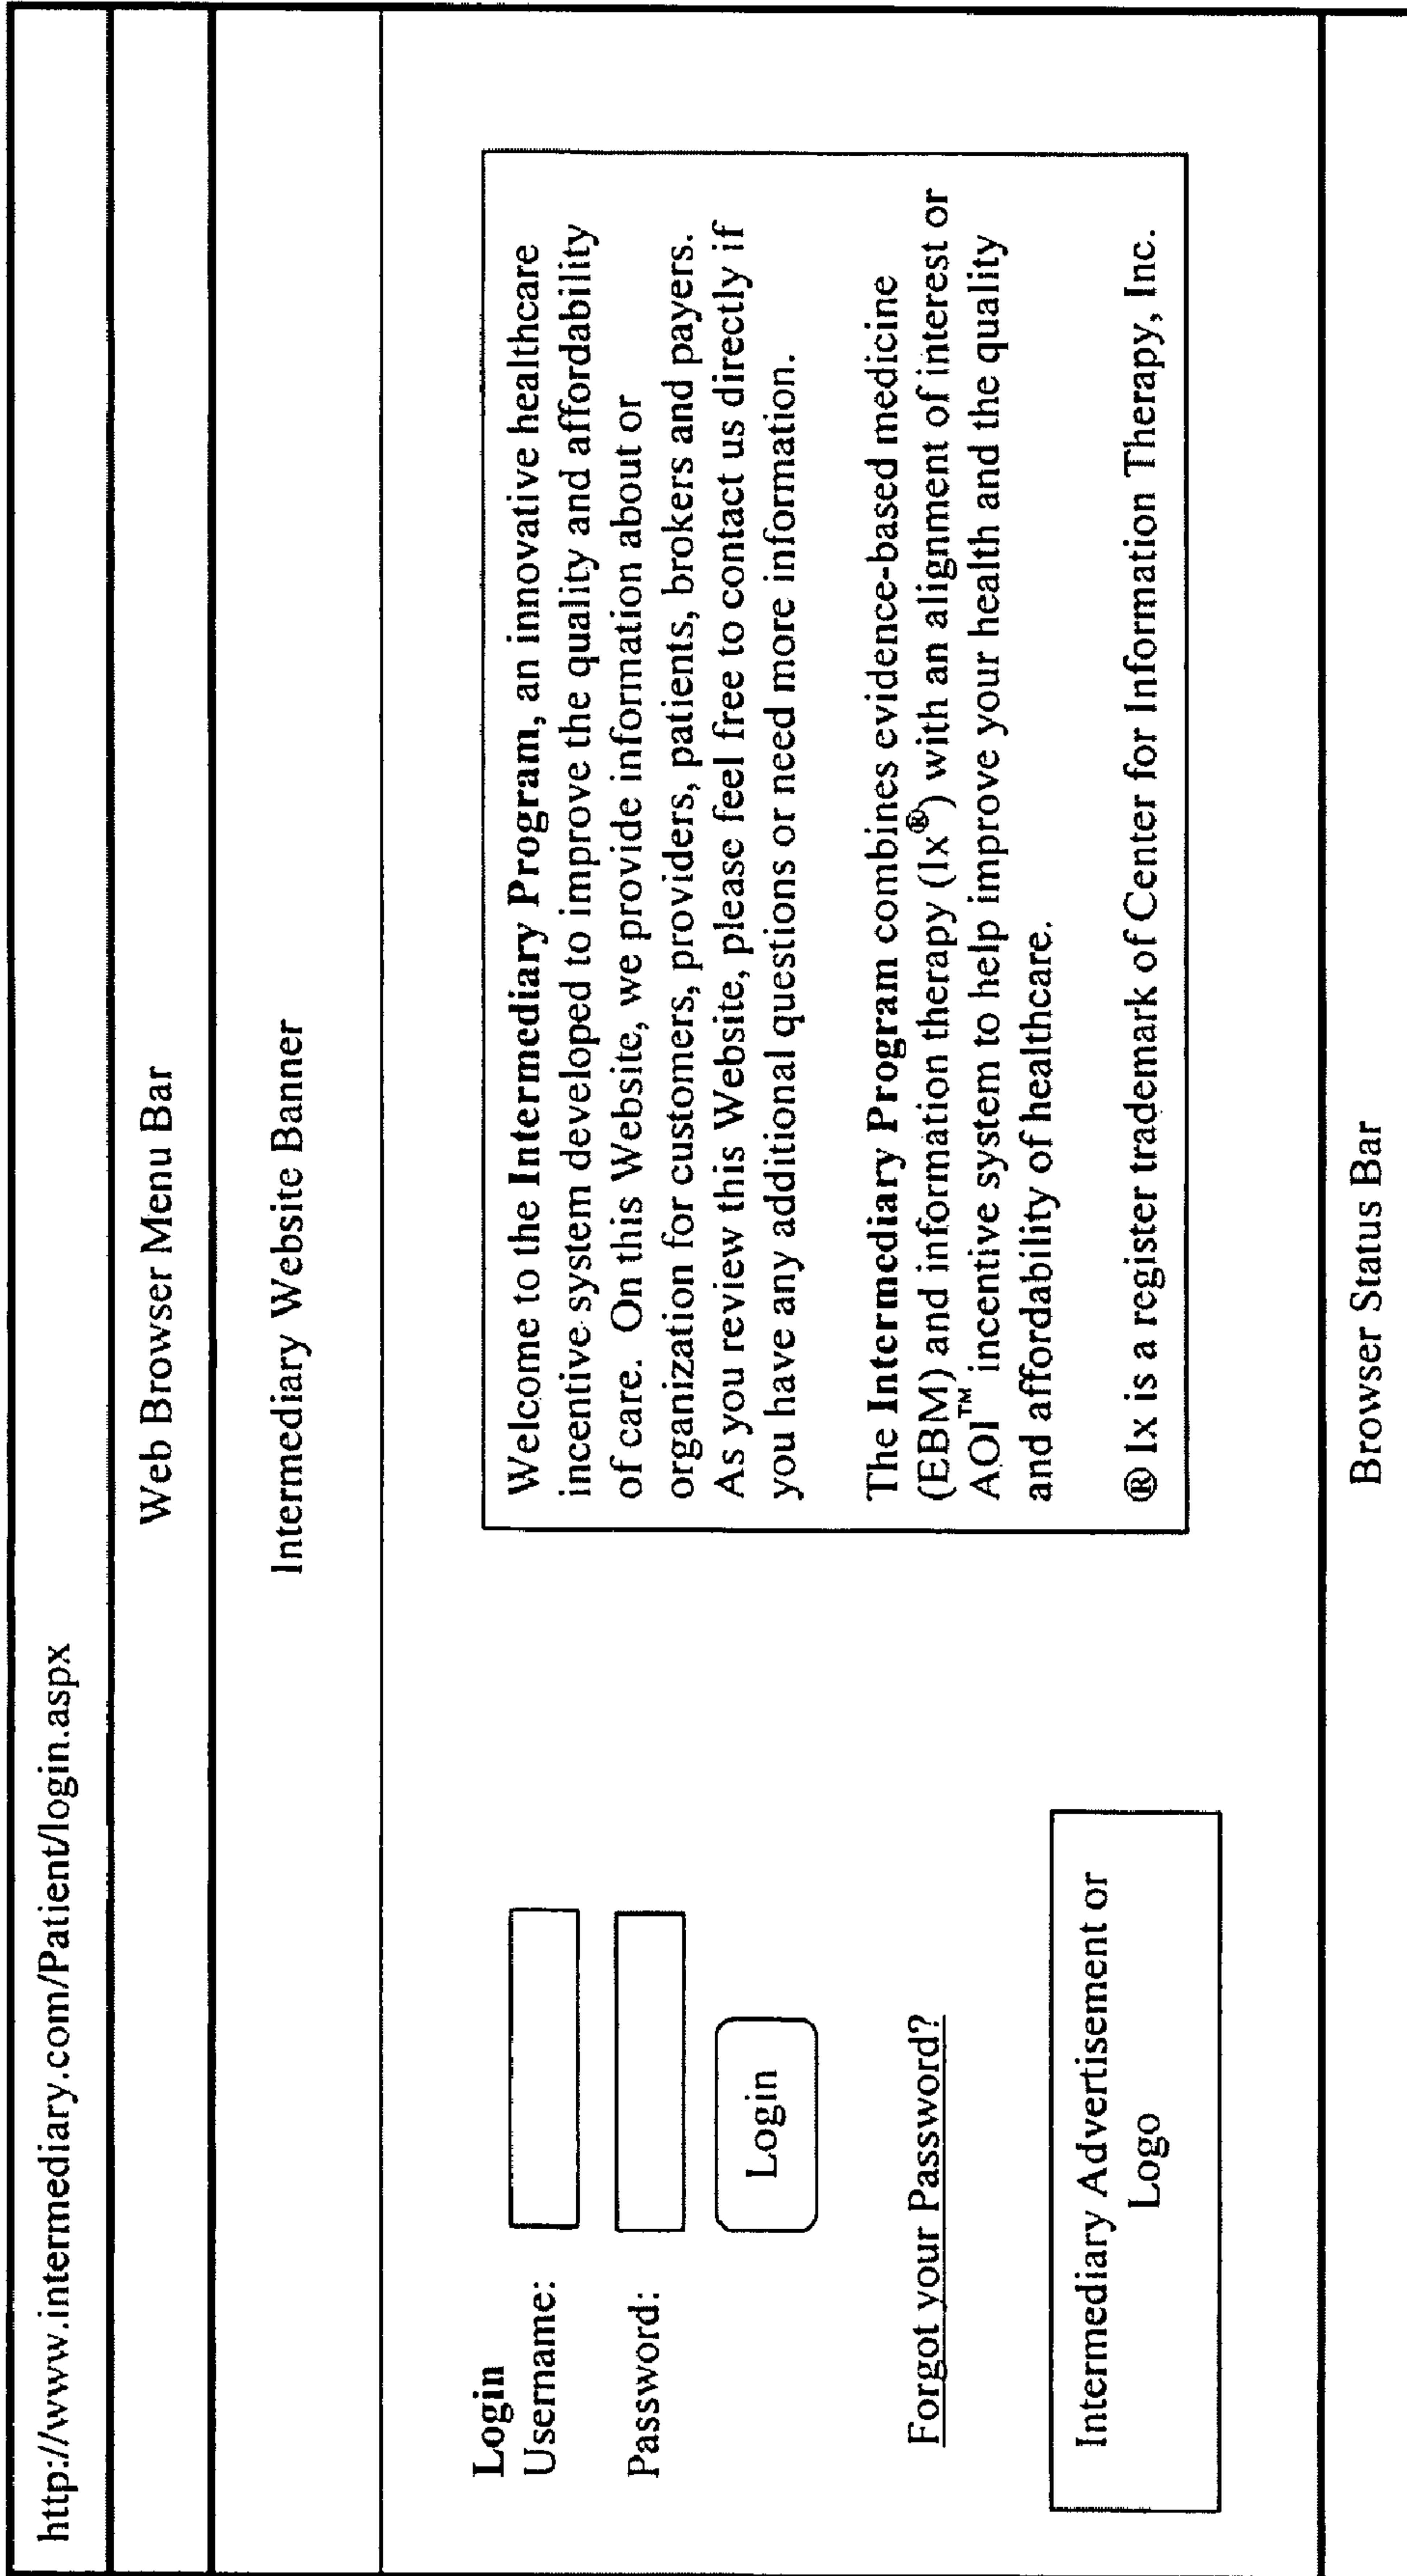 http://www.intermediary.com/Patient/login.aspx
Web Browser Menu Bar
Intermediary Website Banner
Login
Username:
Password:
Login
Forgot your Password?
Intermediary Advertisement or
Logo
Welcome to the Intermediary Program, an innovative healthcare
incentive system developed to improve the quality and affordability
of care. On this Website, we provide information about or
organization for customers, providers, patients, brokers and payers.
As you review this Website, please feel free to contact us directly if
you have any additional questions or need more information.
The Intermediary Program combines evidence-based medicine
(EBM) and information therapy (Ix®) with an alignment of interest or
AOI™ incentive system to help improve your health and the quality
and affordability of healthcare.
® Ix is a register trademark of Center for Information Therapy, Inc.
Browser Status Bar